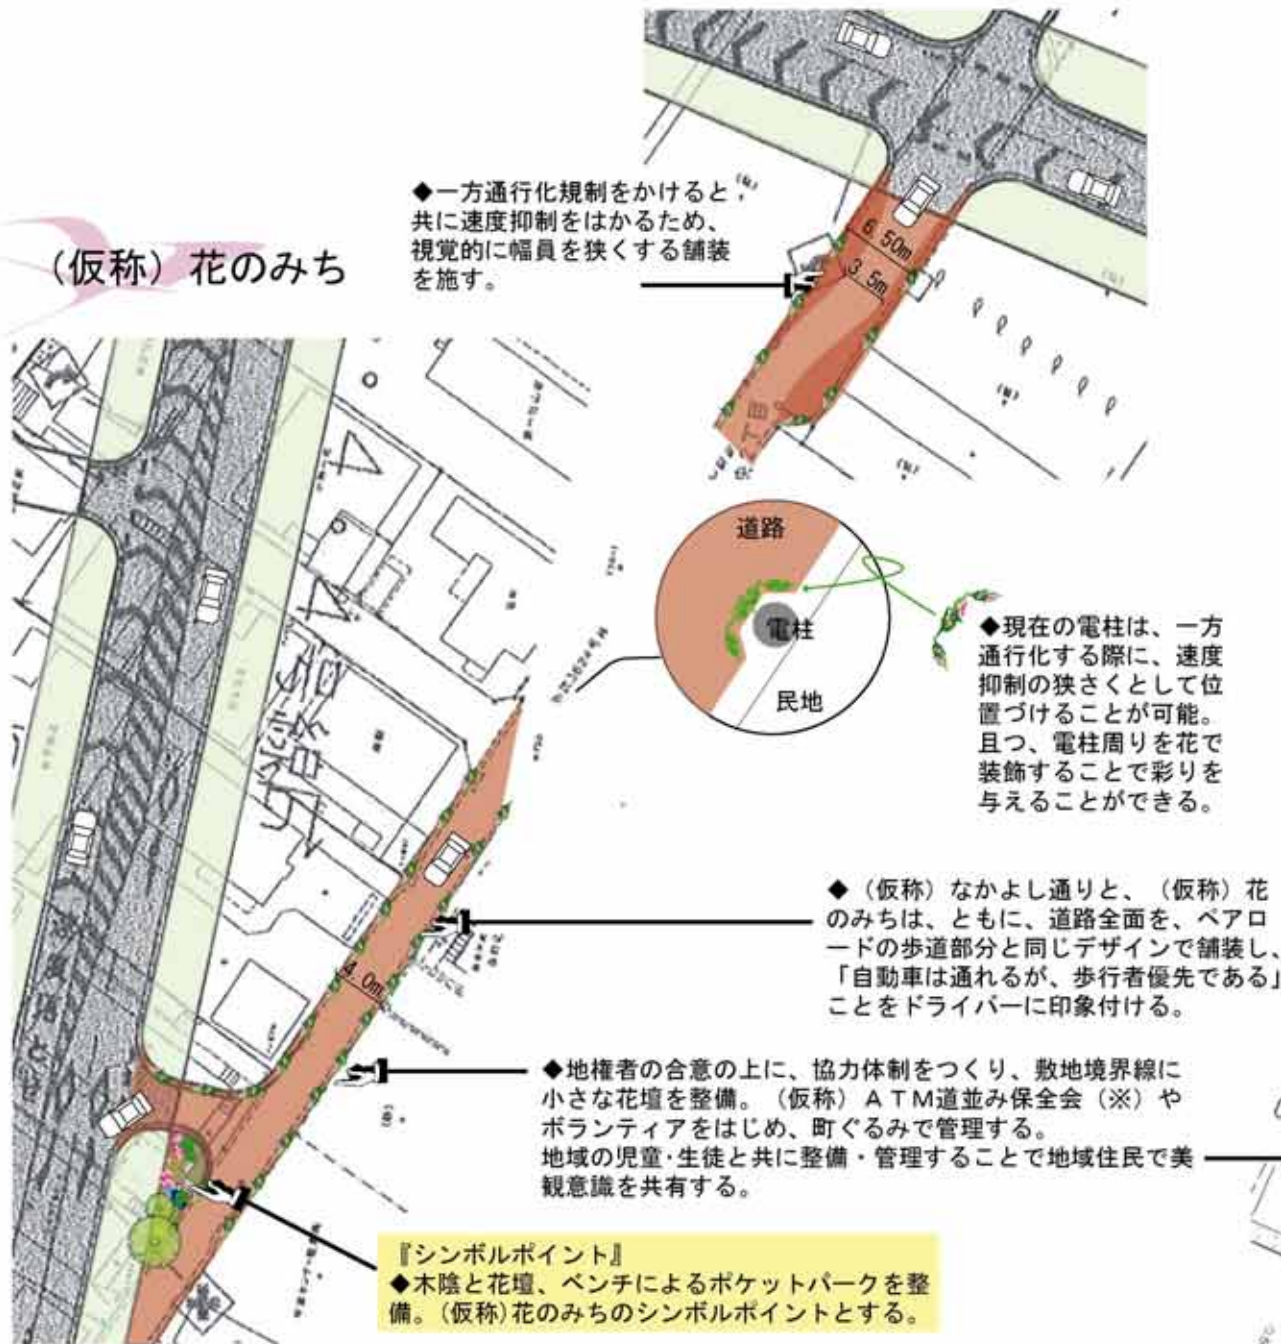 （仮称）花のみち
◆一方通行化規制をかけると
共に速度抑制をはかるため、
視覚的に幅員を狭くする舗装
を施す。
6.50m
3.5m
丁目
道路
電柱
民地
◆現在の電柱は、一方
通行化する際に、速度
抑制の狭さくとして位
置づけることが可能。
且つ、電柱周りを花で
装飾することで彩りを
与えることができる。
◆（仮称）なかよし通りと、（仮称）花
のみちは、ともに、道路全面を、ペアロ
ードの歩道部分と同じデザインで舗装し、
「自動車は通れるが、歩行者優先である」
ことをドライバーに印象付ける。
4.0m
◆地権者の合意の上に、協力体制をつくり、敷地境界線に
小さな花壇を整備。（仮称）ＡＴＭ道並み保全会（※）や
ボランティアをはじめ、町ぐるみで管理する。
地域の児童・生徒と共に整備・管理することで地域住民で美
観意識を共有する。
『シンボルポイント』
◆木陰と花壇、ベンチによるポケットパークを整
備。（仮称）花のみちのシンボルポイントとする。